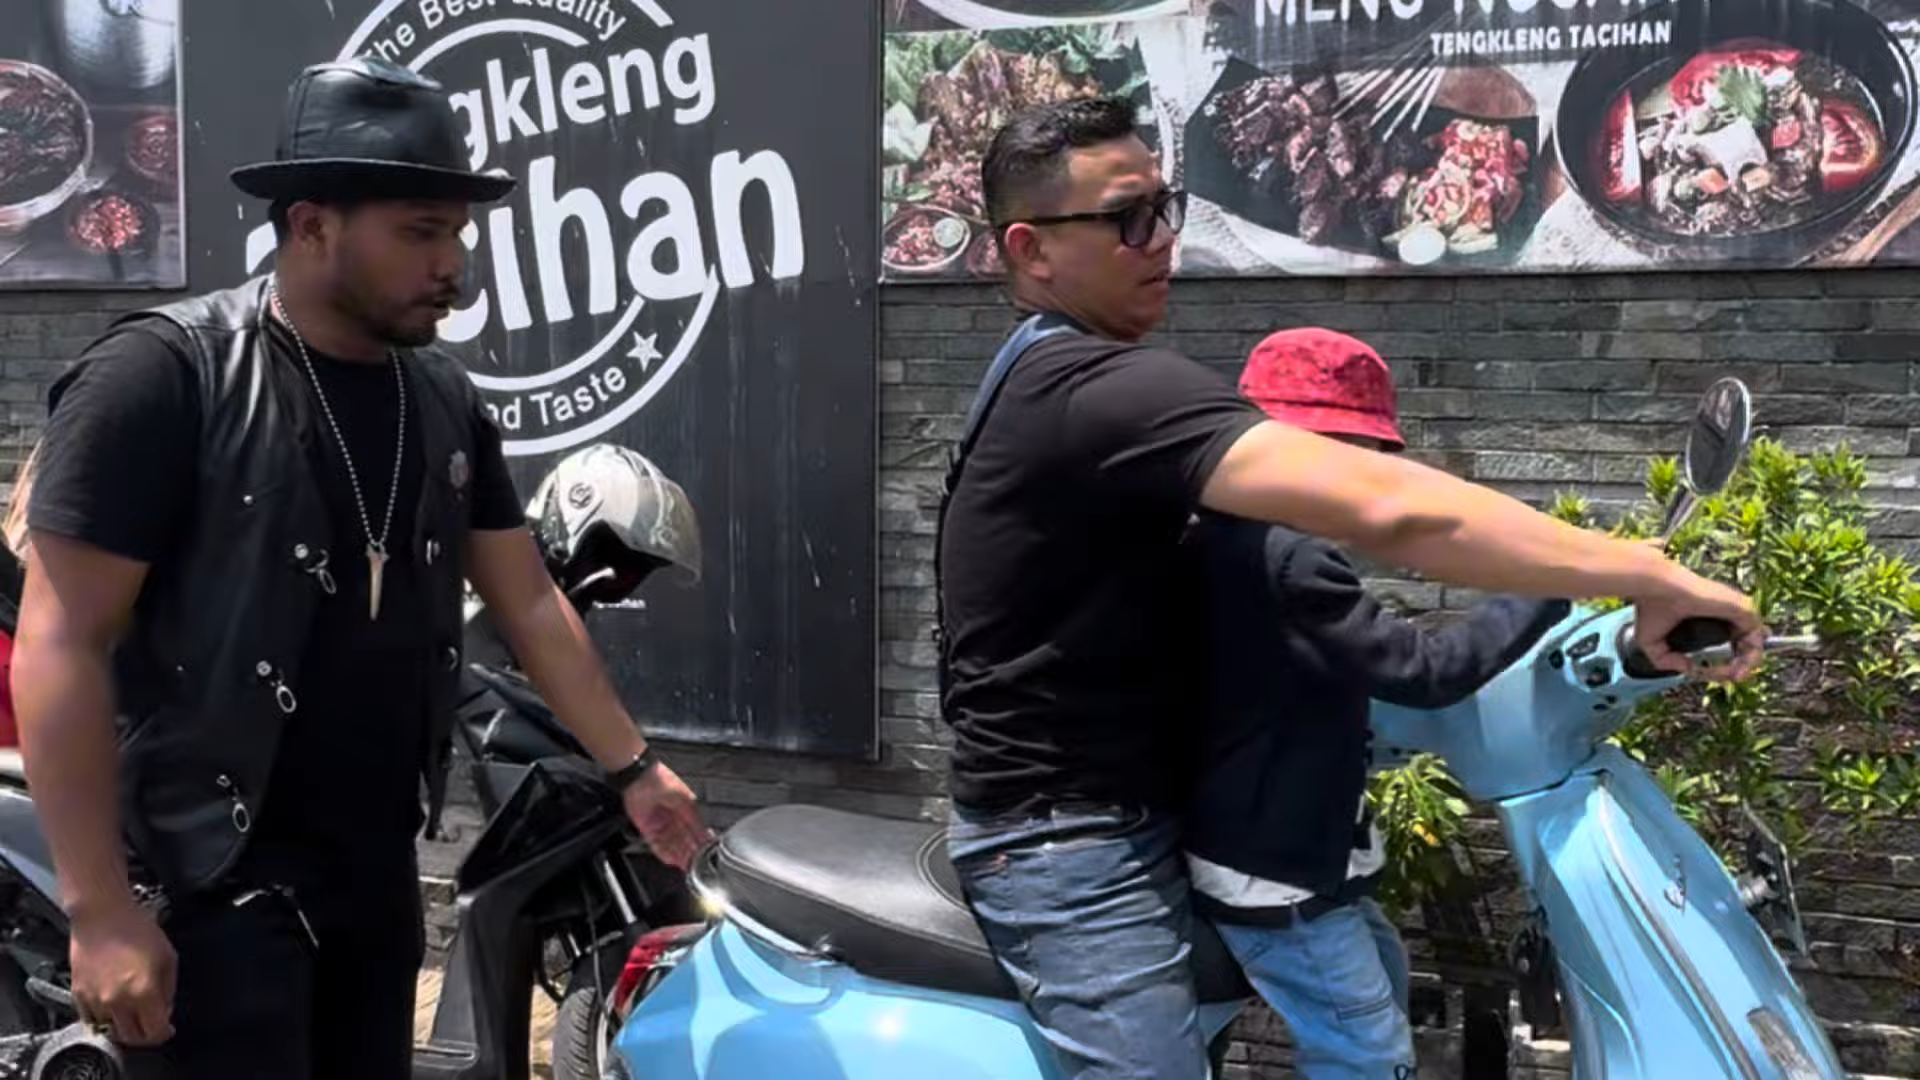 The Best Quality
gkleng
cihan
nd Taste
TENGKLENG TACIHAN